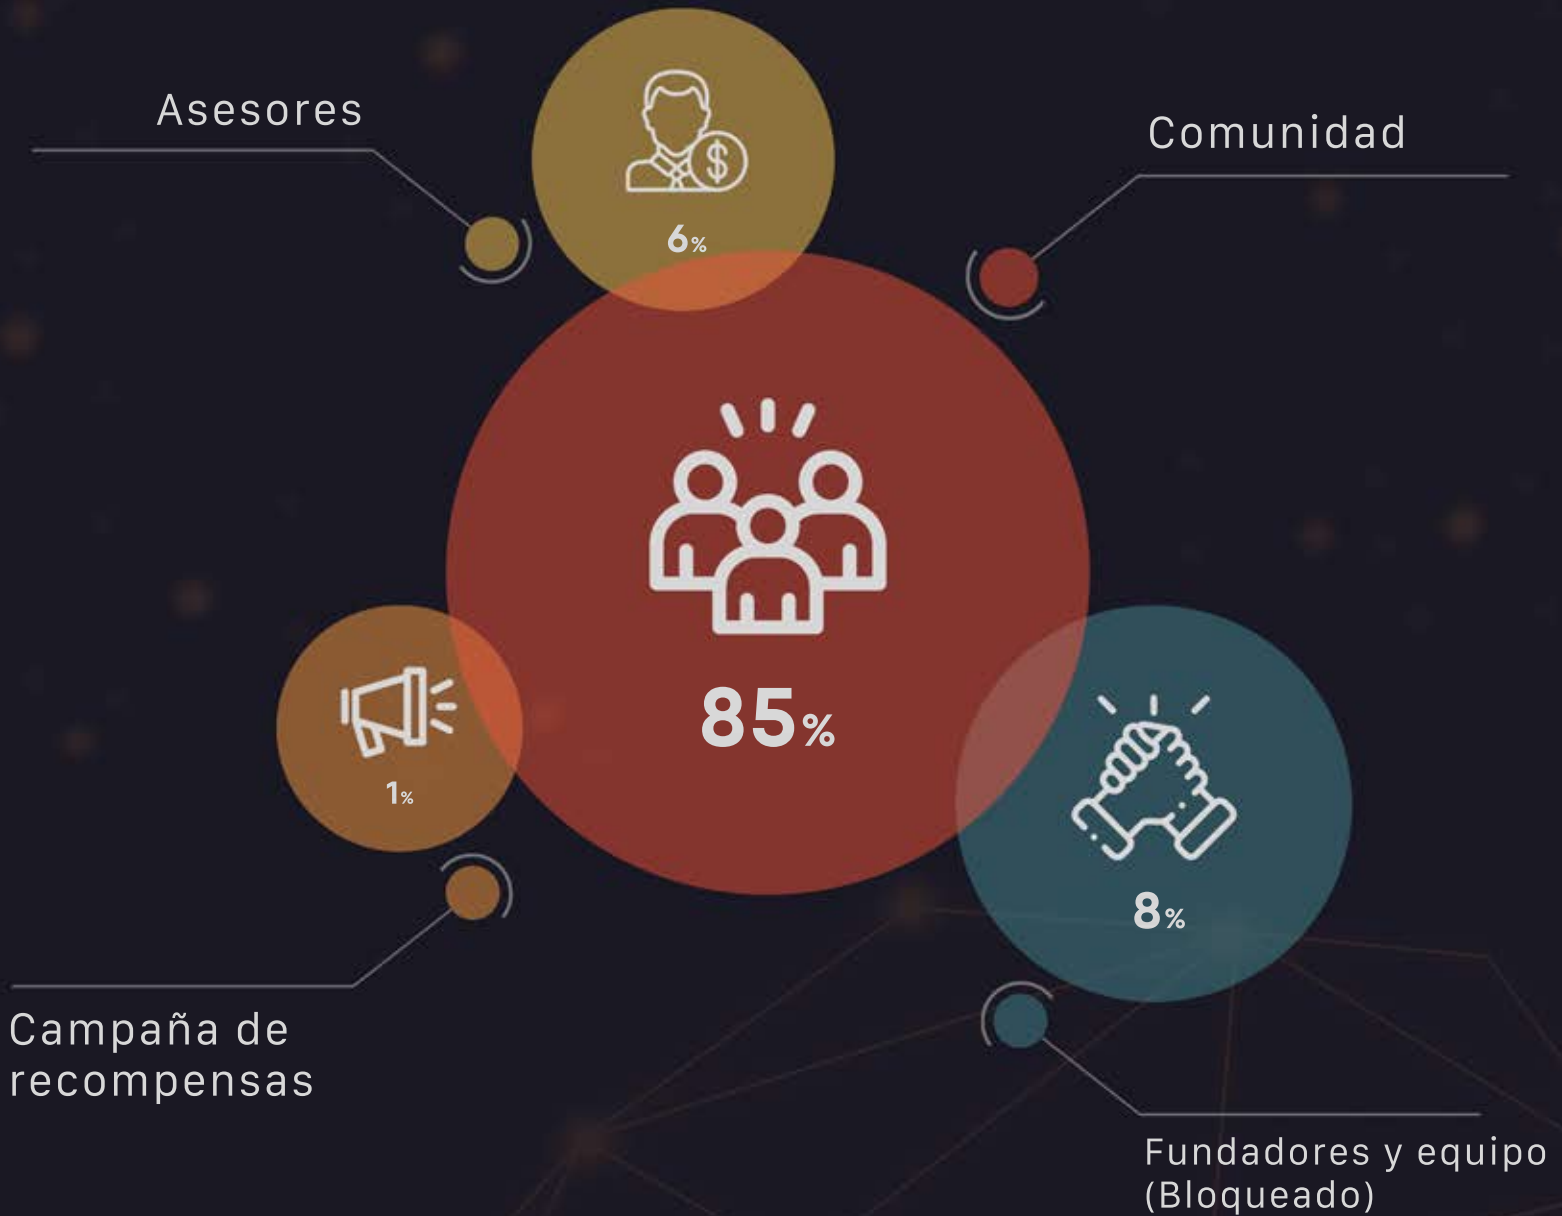 Asesores
Comunidad
$
6%
85%
1%
8%
Campaña de
recompensas
Fundadores y equipo
(Bloqueado)